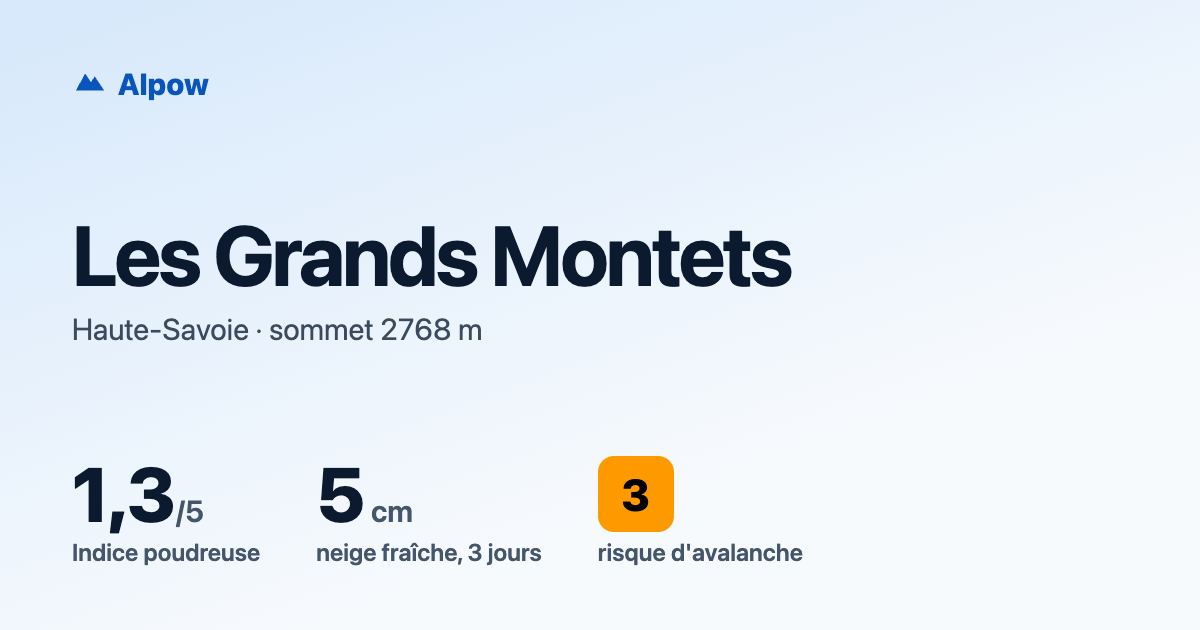 Alpow
Les Grands Montets
Haute-Savoie · sommet 2768 m
1,3/5
Indice poudreuse
5 cm
neige fraîche, 3 jours
3
risque d'avalanche